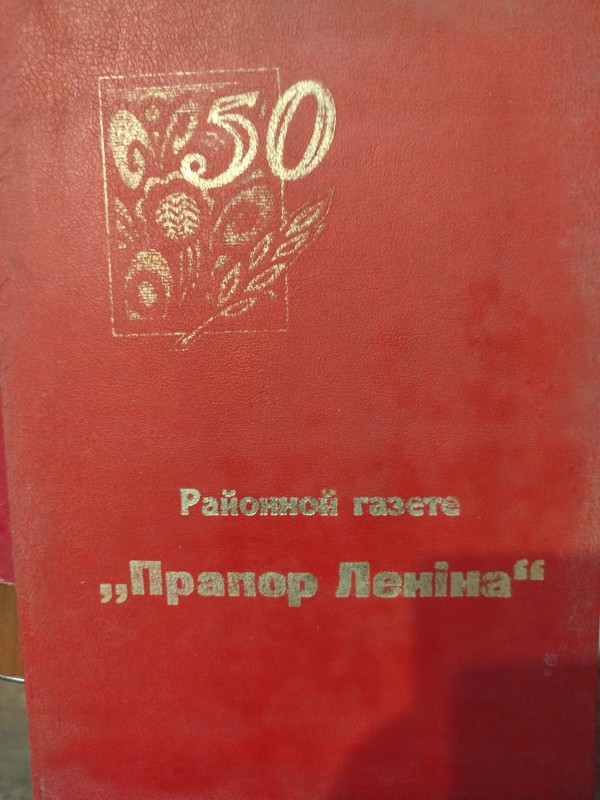 50
Районной газете
„Прапор Леніна“